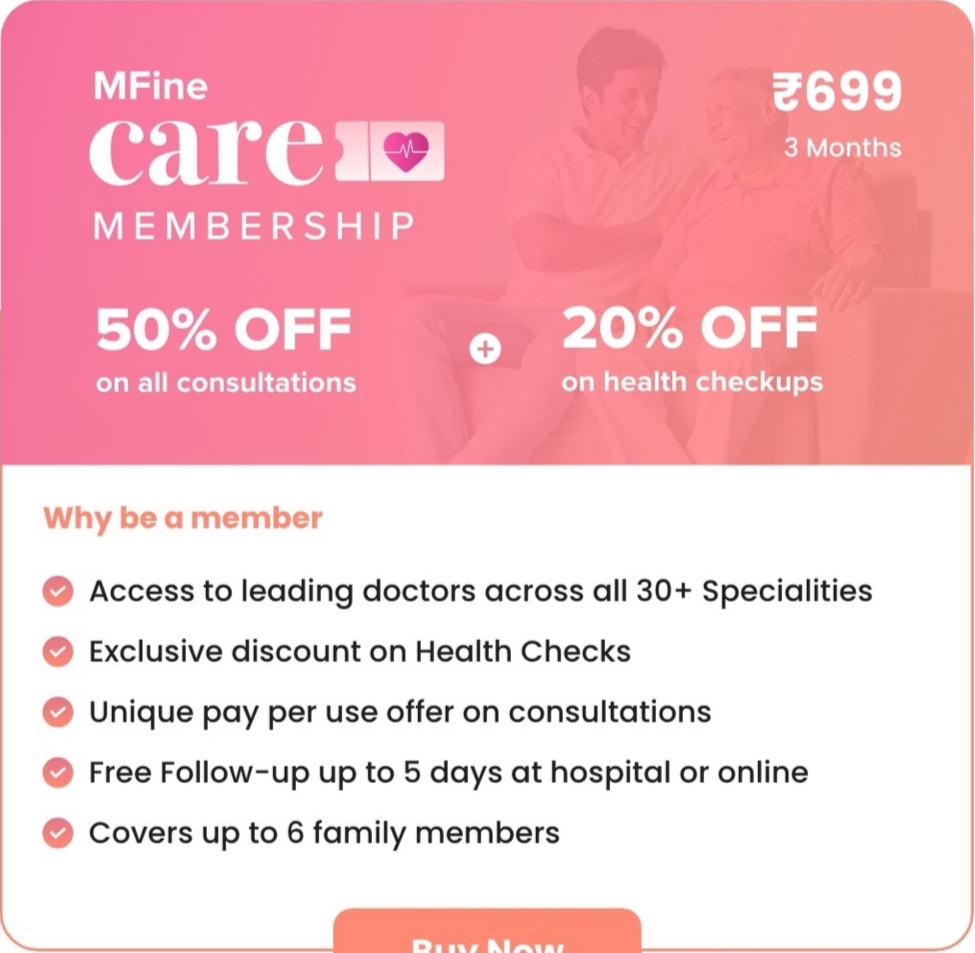 MFine
care
MEMBERSHIP
₹699
3 Months
50% OFF
on all consultations
20% OFF
on health checkups
Why be a member
Access to leading doctors across all 30+ Specialities
Exclusive discount on Health Checks
Unique pay per use offer on consultations
Free Follow-up up to 5 days at hospital or online
Covers up to 6 family members
Buy Now